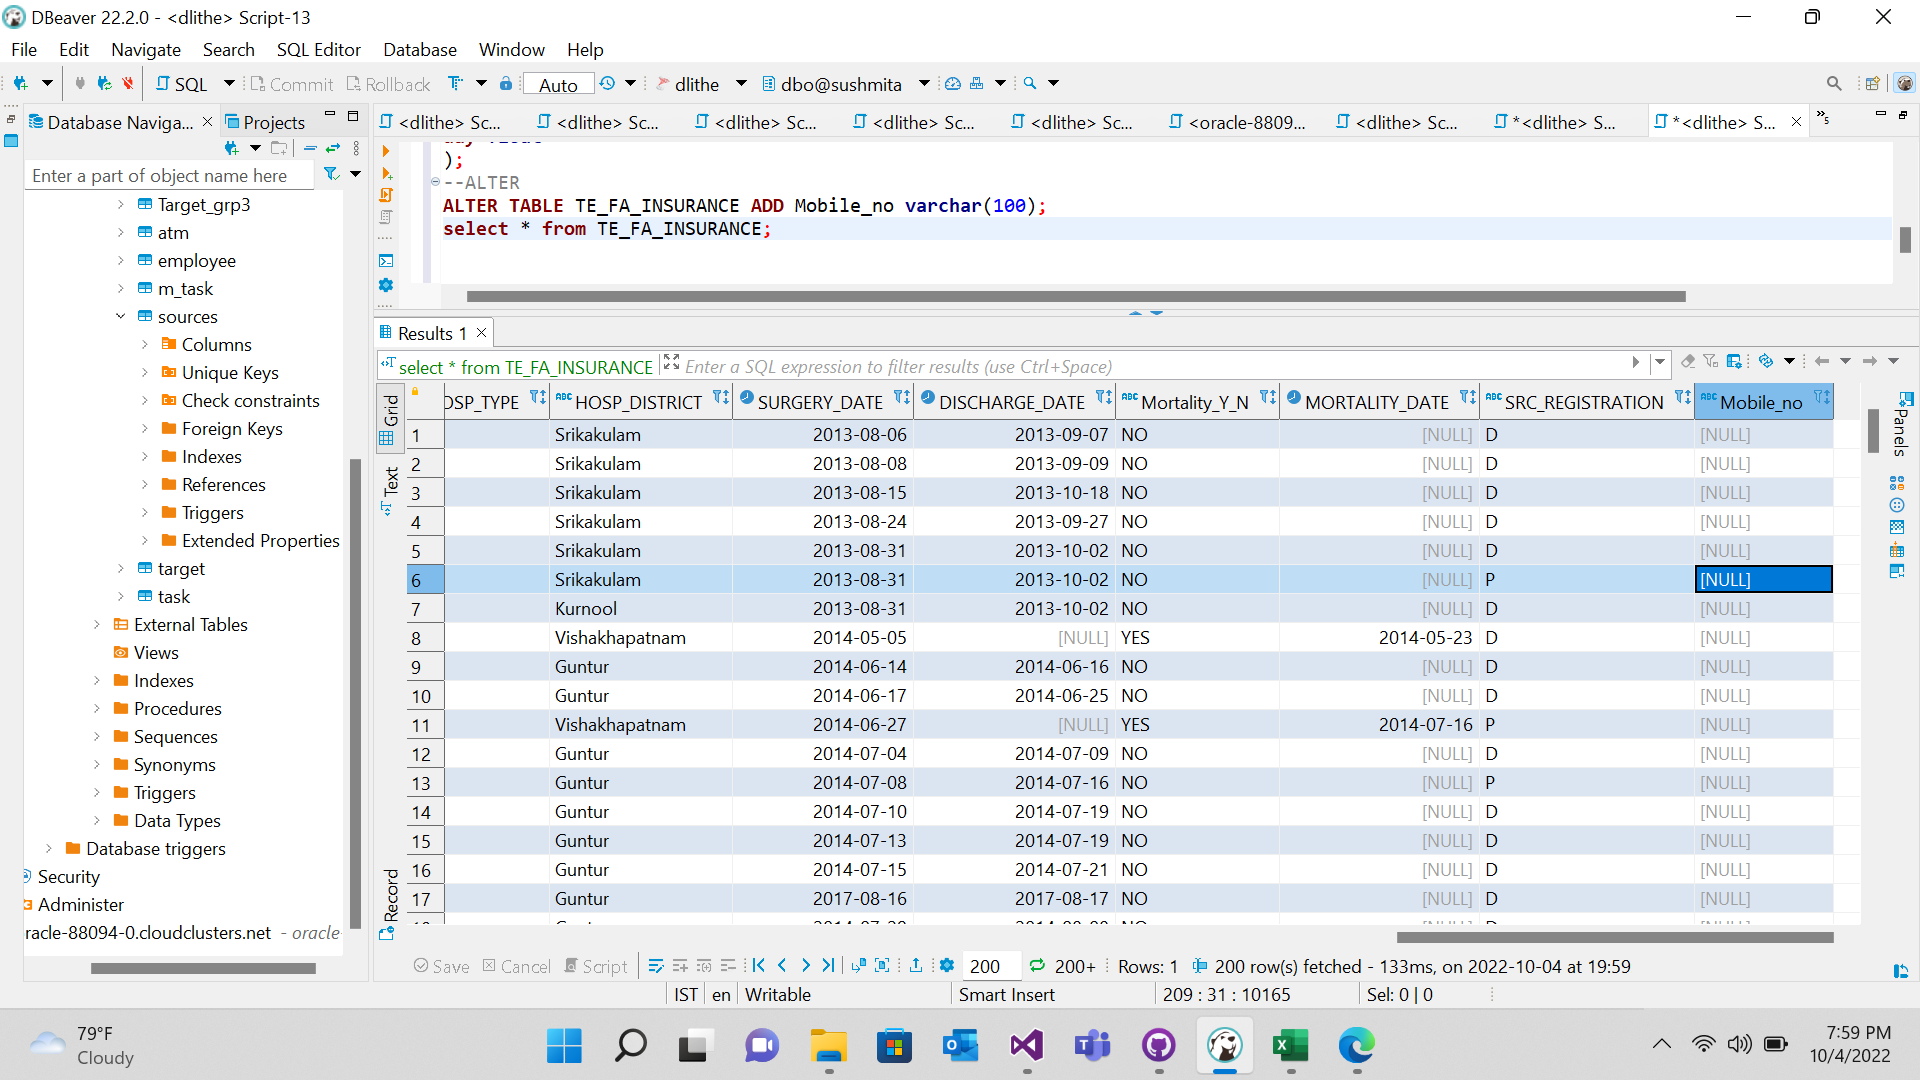 DBeaver 22.2.0 - <dlithe> Script-13
File Edit Navigate Search SQL Editor Database Window Help
SQL Commit Rollback Auto dlithe dbo@sushmita
Database Naviga... Projects
<dlithe> Sc... <dlithe> Sc... <dlithe> Sc... <dlithe> Sc... <dlithe> Sc... <oracle-8809... <dlithe> Sc... *<dlithe> S... *<dlithe> S... »5
Enter a part of object name here
Target_grp3
atm
employee
m_task
sources
Columns
Unique Keys
Check constraints
Foreign Keys
Indexes
References
Triggers
Extended Properties
target
task
External Tables
Views
Indexes
Procedures
Sequences
Synonyms
Triggers
Data Types
Database triggers
Security
Administer
racle-88094-0.cloudclusters.net - oracle-
);
--ALTER
ALTER TABLE TE_FA_INSURANCE ADD Mobile_no varchar(100);
select * from TE_FA_INSURANCE;
Results 1
select * from TE_FA_INSURANCE Enter a SQL expression to filter results (use Ctrl+Space)
Grid
Text
Record
Panels
OSP_TYPE HOSP_DISTRICT SURGERY_DATE DISCHARGE_DATE Mortality_Y_N MORTALITY_DATE SRC_REGISTRATION Mobile_no
1 Srikakulam 2013-08-06 2013-09-07 NO [NULL] D [NULL]
2 Srikakulam 2013-08-08 2013-09-09 NO [NULL] D [NULL]
3 Srikakulam 2013-08-15 2013-10-18 NO [NULL] D [NULL]
4 Srikakulam 2013-08-24 2013-09-27 NO [NULL] D [NULL]
5 Srikakulam 2013-08-31 2013-10-02 NO [NULL] D [NULL]
6 Srikakulam 2013-08-31 2013-10-02 NO [NULL] P [NULL]
7 Kurnool 2013-08-31 2013-10-02 NO [NULL] D [NULL]
8 Vishakhapatnam 2014-05-05 [NULL] YES 2014-05-23 D [NULL]
9 Guntur 2014-06-14 2014-06-16 NO [NULL] D [NULL]
10 Guntur 2014-06-17 2014-06-25 NO [NULL] D [NULL]
11 Vishakhapatnam 2014-06-27 [NULL] YES 2014-07-16 P [NULL]
12 Guntur 2014-07-04 2014-07-09 NO [NULL] D [NULL]
13 Guntur 2014-07-08 2014-07-16 NO [NULL] P [NULL]
14 Guntur 2014-07-10 2014-07-19 NO [NULL] D [NULL]
15 Guntur 2014-07-13 2014-07-19 NO [NULL] D [NULL]
16 Guntur 2014-07-15 2014-07-21 NO [NULL] D [NULL]
17 Guntur 2017-08-16 2017-08-17 NO [NULL] D [NULL]
Save Cancel Script 200 200+ Rows: 1 200 row(s) fetched - 133ms, on 2022-10-04 at 19:59
IST en Writable Smart Insert 209 : 31 : 10165 Sel: 0 | 0
79°F
Cloudy
7:59 PM
10/4/2022